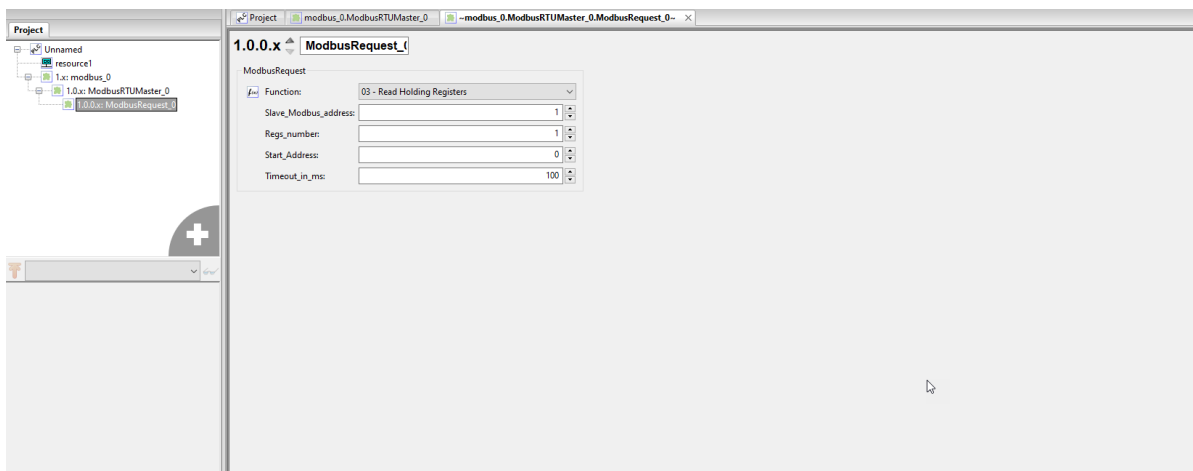 Project
Unnamed
resource1
1.x: modbus_0
1.0.x: ModbusRTUMaster_0
1.0.0.x: ModbusRequest_0
Project modbus_0.ModbusRTUMaster_0 ~modbus_0.ModbusRTUMaster_0.ModbusRequest_0~
1.0.0.x ModbusRequest_(
ModbusRequest
Function: 03 - Read Holding Registers
Slave_Modbus_address: 1
Regs_number: 1
Start_Address: 0
Timeout_in_ms: 100